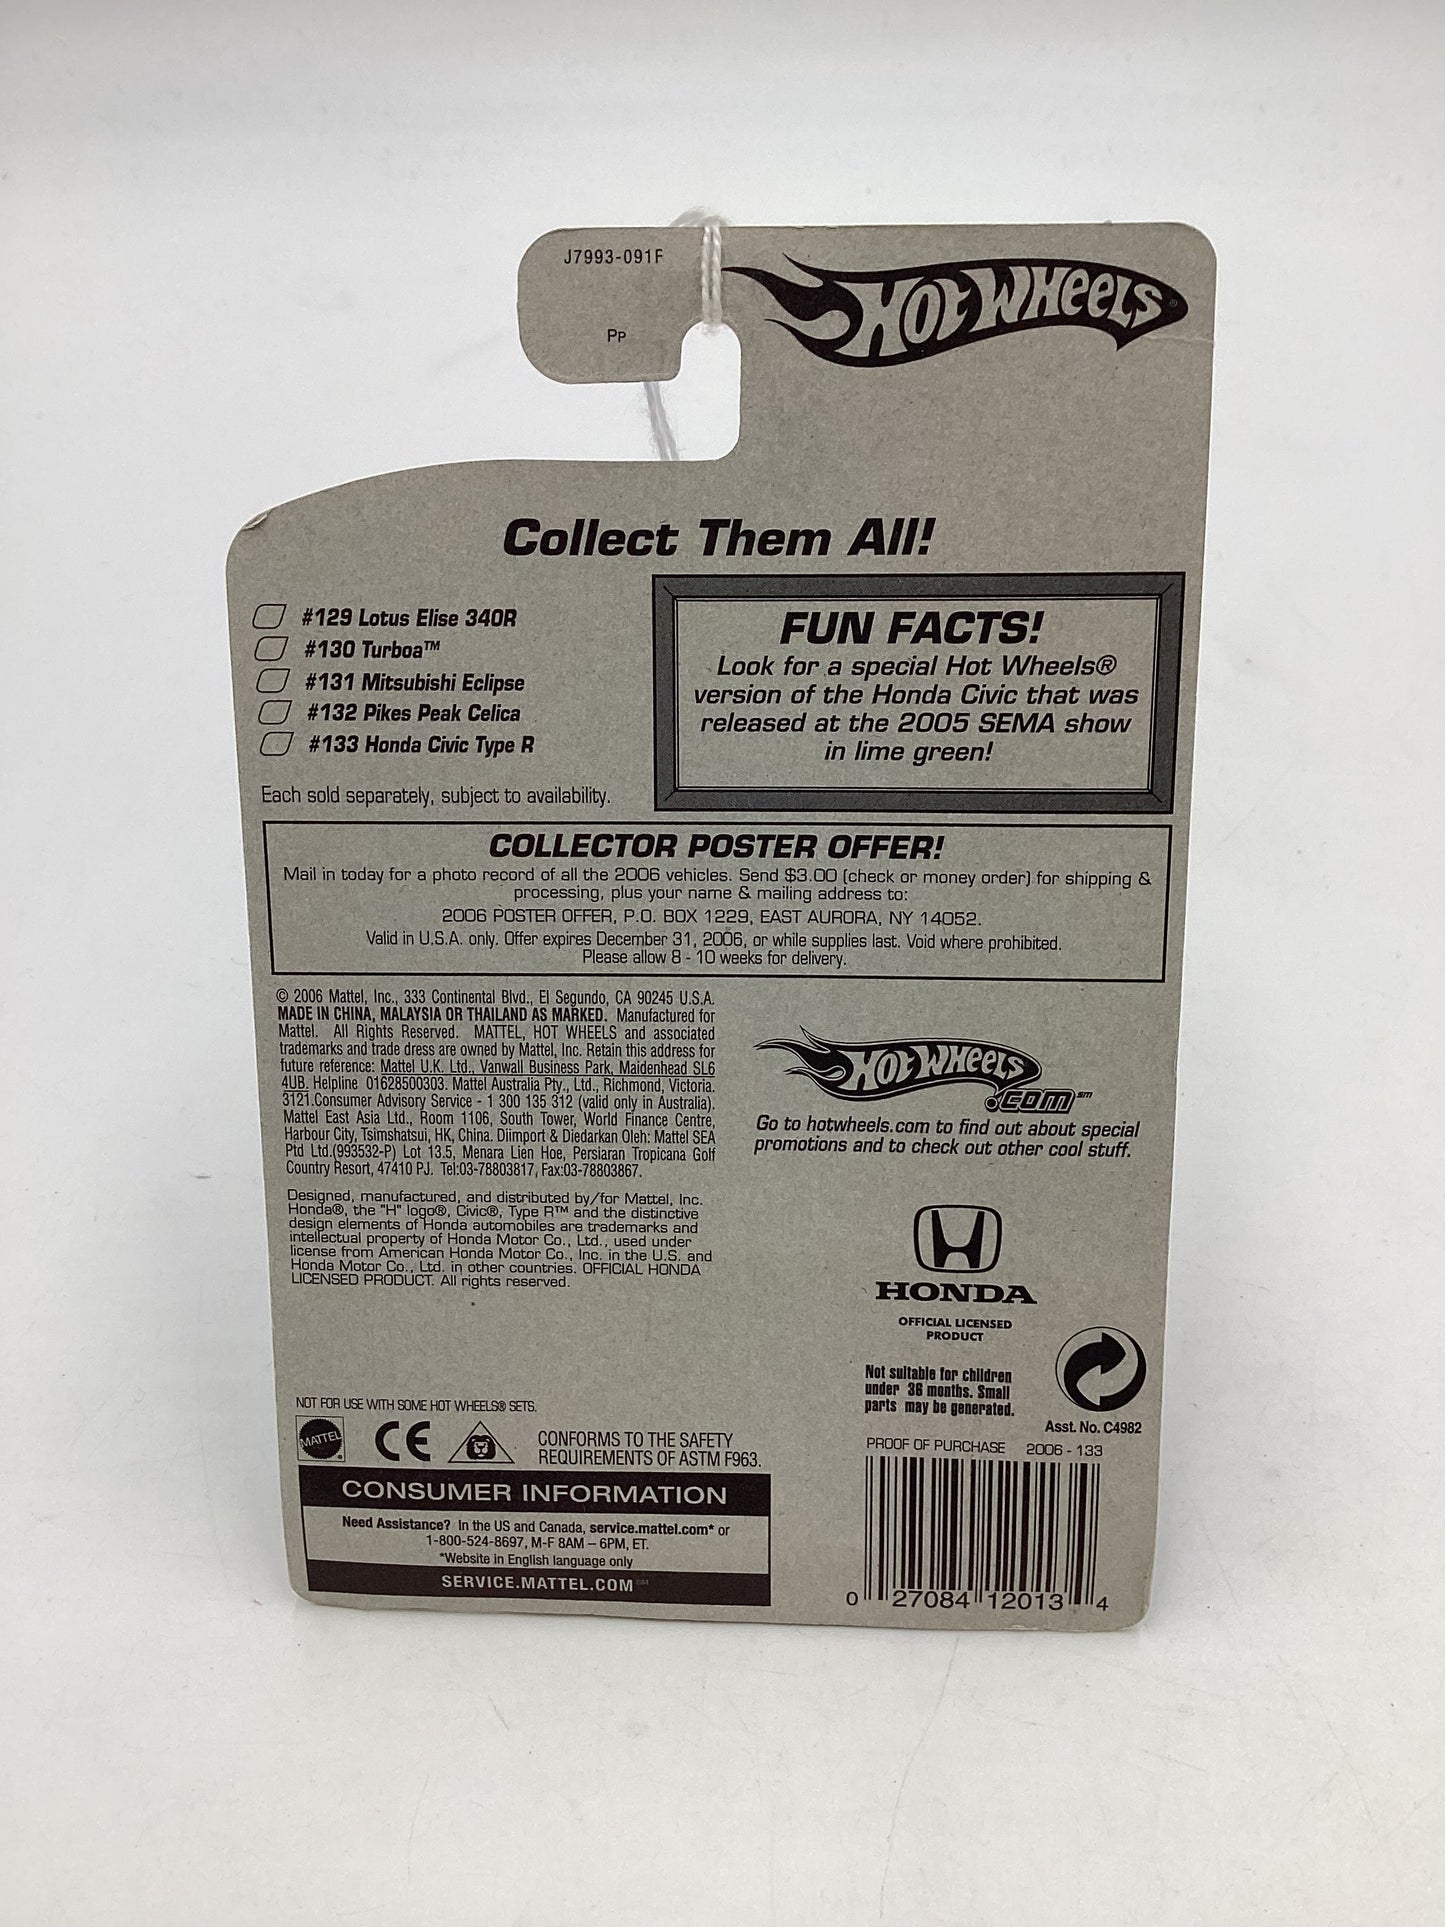 J7993-091F
PP
HOT WHEELS®
Collect Them All!
#129 Lotus Elise 340R
#130 Turboa™
#131 Mitsubishi Eclipse
#132 Pikes Peak Celica
#133 Honda Civic Type R
Each sold separately, subject to availability.
FUN FACTS!
Look for a special Hot Wheels®
version of the Honda Civic that was
released at the 2005 SEMA show
in lime green!
COLLECTOR POSTER OFFER!
Mail in today for a photo record of all the 2006 vehicles. Send $3.00 (check or money order) for shipping &
processing, plus your name & mailing address to:
2006 POSTER OFFER, P.O. BOX 1229, EAST AURORA, NY 14052.
Valid in U.S.A. only. Offer expires December 31, 2006, or while supplies last. Void where prohibited.
Please allow 8 - 10 weeks for delivery.
© 2006 Mattel, Inc., 333 Continental Blvd., El Segundo, CA 90245 U.S.A.
MADE IN CHINA, MALAYSIA OR THAILAND AS MARKED. Manufactured for
Mattel. All Rights Reserved. MATTEL, HOT WHEELS and associated
trademarks and trade dress are owned by Mattel, Inc. Retain this address for
future reference: Mattel U.K. Ltd., Vanwall Business Park, Maidenhead SL6
4UB. Helpline 01628500303. Mattel Australia Pty., Ltd., Richmond, Victoria.
3121.Consumer Advisory Service - 1 300 135 312 (valid only in Australia).
Mattel East Asia Ltd., Room 1106, South Tower, World Finance Centre,
Harbour City, Tsimshatsui, HK, China. Diimport & Diedarkan Oleh: Mattel SEA
Ptd Ltd.(993532-P) Lot 13.5, Menara Lien Hoe, Persiaran Tropicana Golf
Country Resort, 47410 PJ. Tel:03-78803817, Fax:03-78803867.
Designed, manufactured, and distributed by/for Mattel, Inc.
Honda®, the "H" logo®, Civic®, Type R™ and the distinctive
design elements of Honda automobiles are trademarks and
intellectual property of Honda Motor Co., Ltd., used under
license from American Honda Motor Co., Inc. in the U.S. and
Honda Motor Co., Ltd. in other countries. OFFICIAL HONDA
LICENSED PRODUCT. All rights reserved.
HOT WHEELS
.com℠
Go to hotwheels.com to find out about special
promotions and to check out other cool stuff.
HONDA
OFFICIAL LICENSED
PRODUCT
Not suitable for children
under 36 months. Small
parts may be generated.
Asst. No. C4982
NOT FOR USE WITH SOME HOT WHEELS® SETS.
MATTEL
CE
CONFORMS TO THE SAFETY
REQUIREMENTS OF ASTM F963.
CONSUMER INFORMATION
Need Assistance? In the US and Canada, service.mattel.com* or
1-800-524-8697, M-F 8AM – 6PM, ET.
*Website in English language only
SERVICE.MATTEL.COM℠
PROOF OF PURCHASE 2006 - 133
0 27084 12013 4